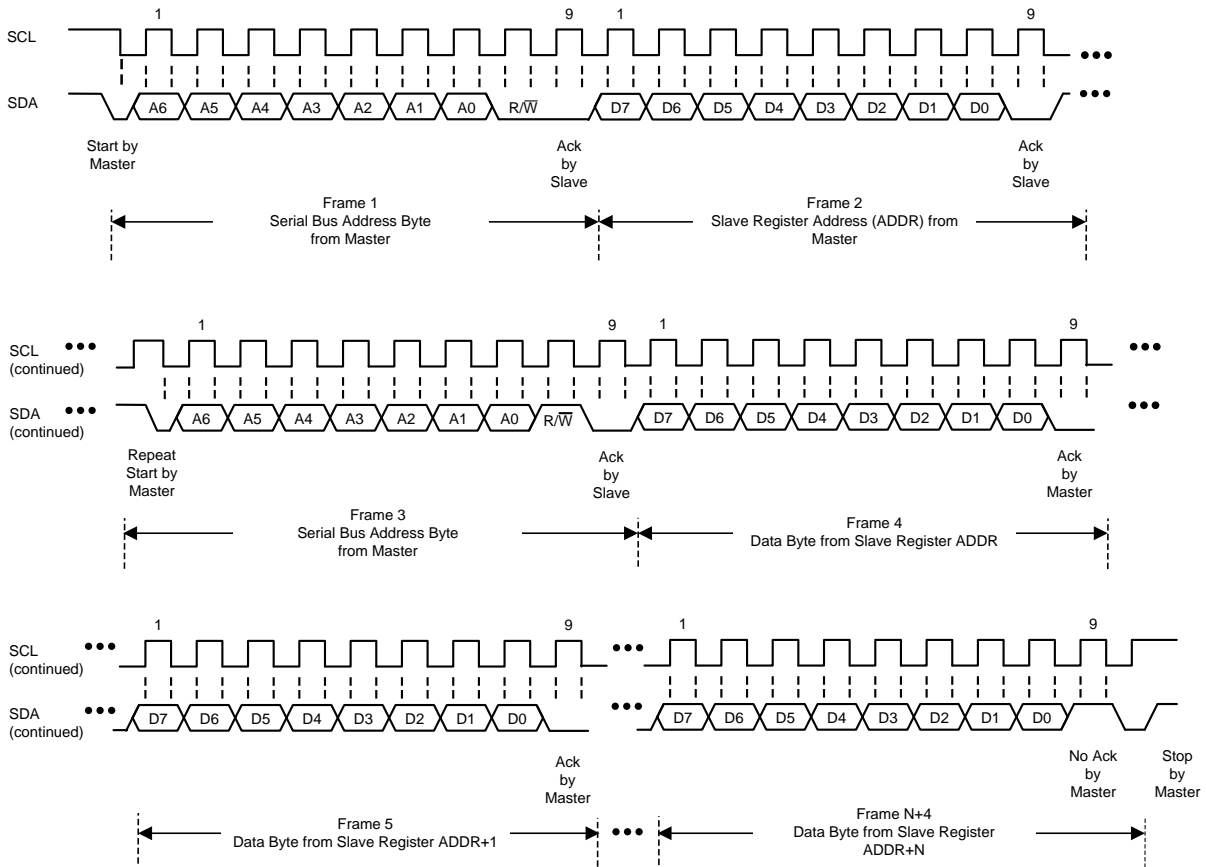 1 9 1 9
SCL
SDA A6 A5 A4 A3 A2 A1 A0 R/W̅ D7 D6 D5 D4 D3 D2 D1 D0
Start by
Master
Ack
by
Slave
Ack
by
Slave
Frame 1
Serial Bus Address Byte
from Master
Frame 2
Slave Register Address (ADDR) from
Master
1 9 1 9
SCL
(continued)
SDA
(continued)
A6 A5 A4 A3 A2 A1 A0 R/W̅ D7 D6 D5 D4 D3 D2 D1 D0
Repeat
Start by
Master
Ack
by
Slave
Ack
by
Master
Frame 3
Serial Bus Address Byte
from Master
Frame 4
Data Byte from Slave Register ADDR
1 9 1 9
SCL
(continued)
SDA
(continued)
D7 D6 D5 D4 D3 D2 D1 D0 D7 D6 D5 D4 D3 D2 D1 D0
Ack
by
Master
No Ack
by
Master
Stop
by
Master
Frame 5
Data Byte from Slave Register ADDR+1
Frame N+4
Data Byte from Slave Register
ADDR+N